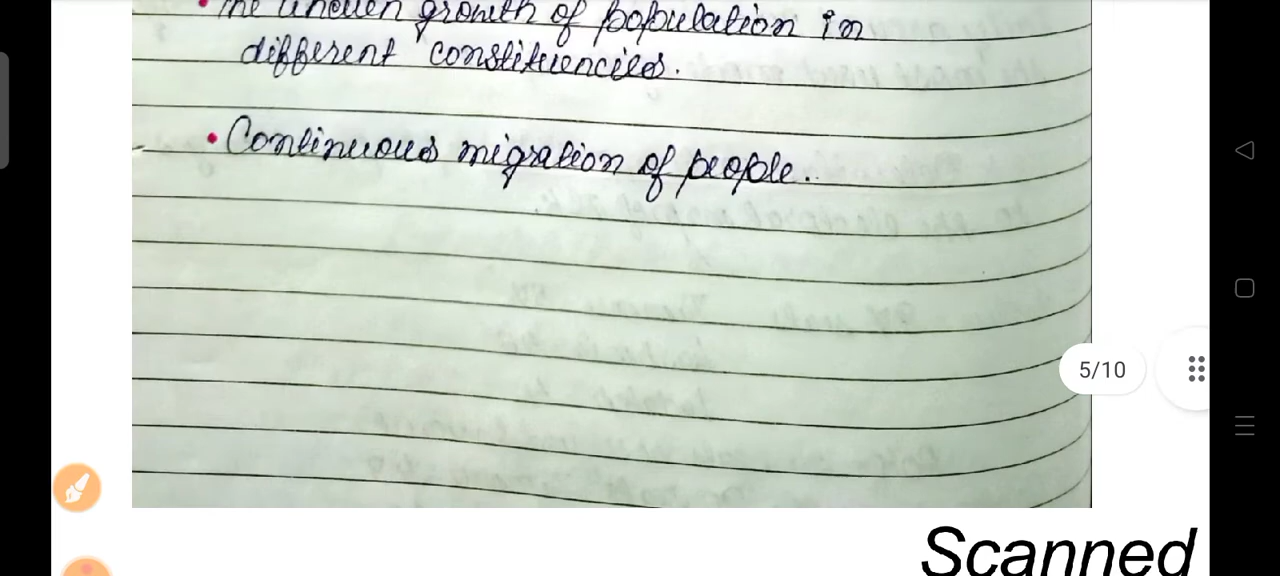 • The uneven growth of population in
different constituencies.
• Continuous migration of people..
5/10
Scanned